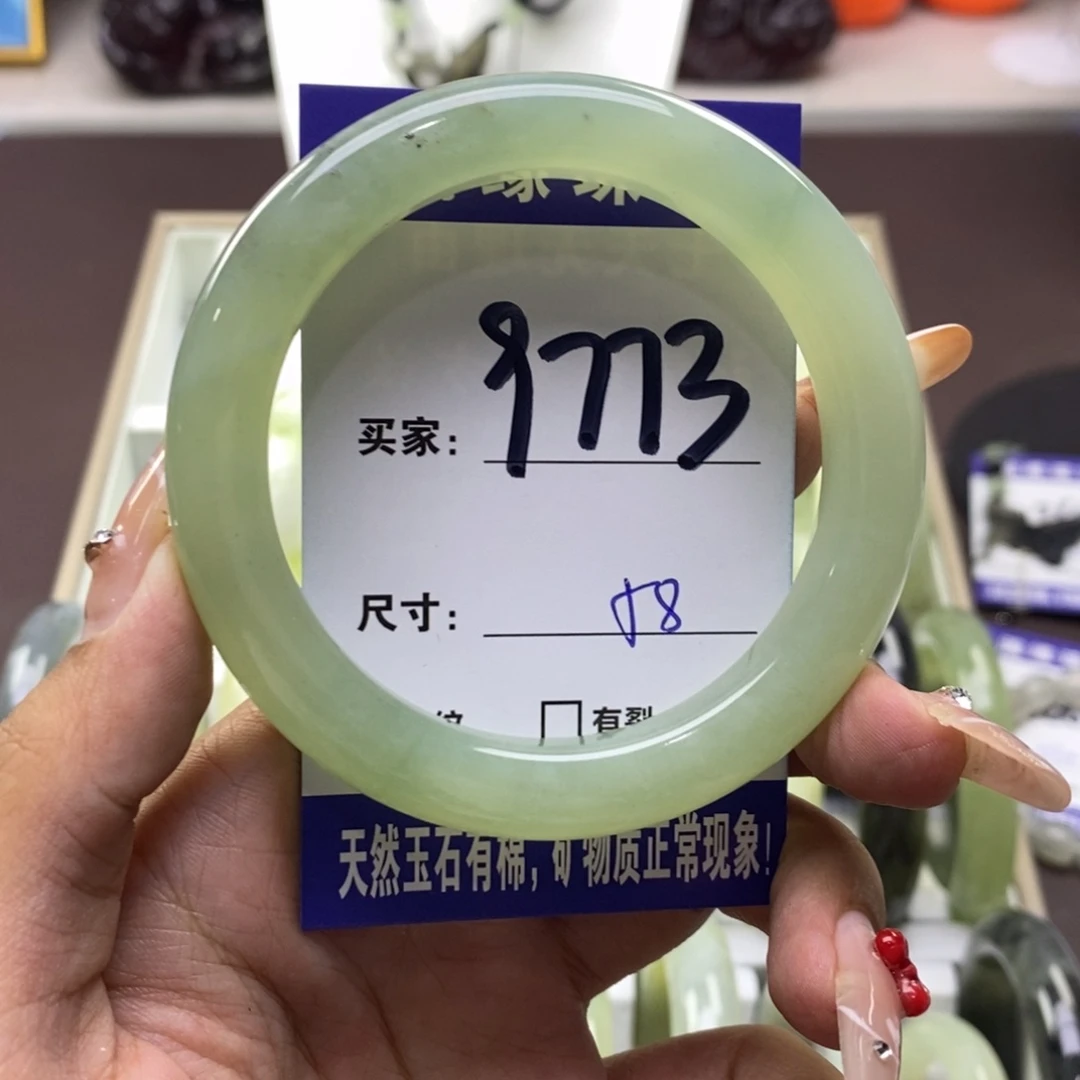 买家： 9773
尺寸： 58
纹 □ 有裂
天然玉石有棉，矿物质正常现象！